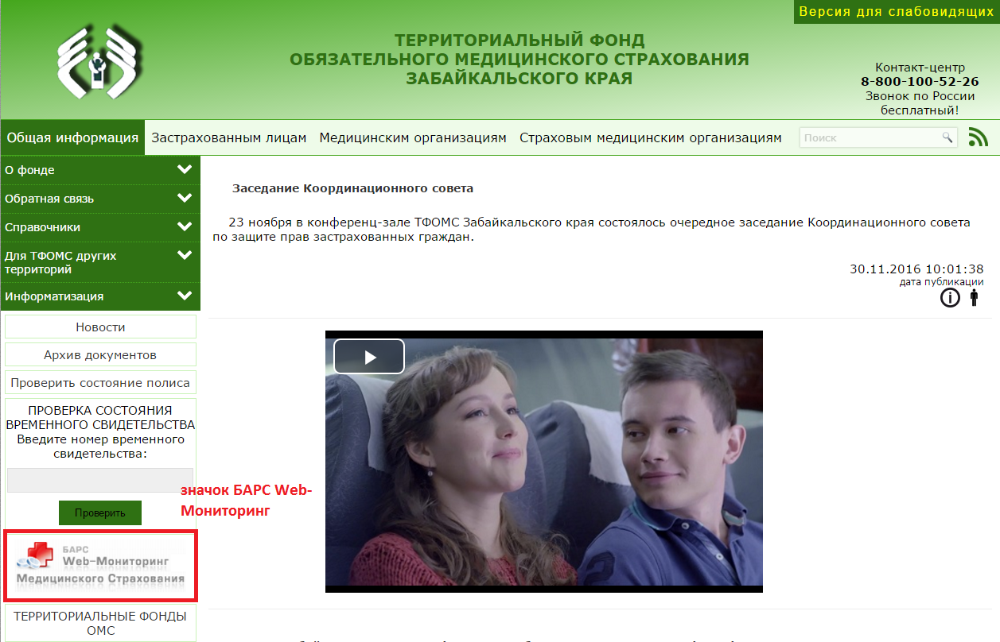 Версия для слабовидящих
ТЕРРИТОРИАЛЬНЫЙ ФОНД
ОБЯЗАТЕЛЬНОГО МЕДИЦИНСКОГО СТРАХОВАНИЯ
ЗАБАЙКАЛЬСКОГО КРАЯ
Контакт-центр
8-800-100-52-26
Звонок по России
бесплатный!
Общая информация Застрахованным лицам Медицинским организациям Страховым медицинским организациям Поиск
О фонде
Обратная связь
Справочники
Для ТФОМС других
территорий
Информатизация
Новости
Архив документов
Проверить состояние полиса
ПРОВЕРКА СОСТОЯНИЯ
ВРЕМЕННОГО СВИДЕТЕЛЬСТВА
Введите номер временного
свидетельства:
Проверить
БАРС
Web-Мониторинг
Медицинского Страхования
ТЕРРИТОРИАЛЬНЫЕ ФОНДЫ
ОМС
значок БАРС Web-
Мониторинг
Заседание Координационного совета
23 ноября в конференц-зале ТФОМС Забайкальского края состоялось очередное заседание Координационного совета
по защите прав застрахованных граждан.
30.11.2016 10:01:38
дата публикации